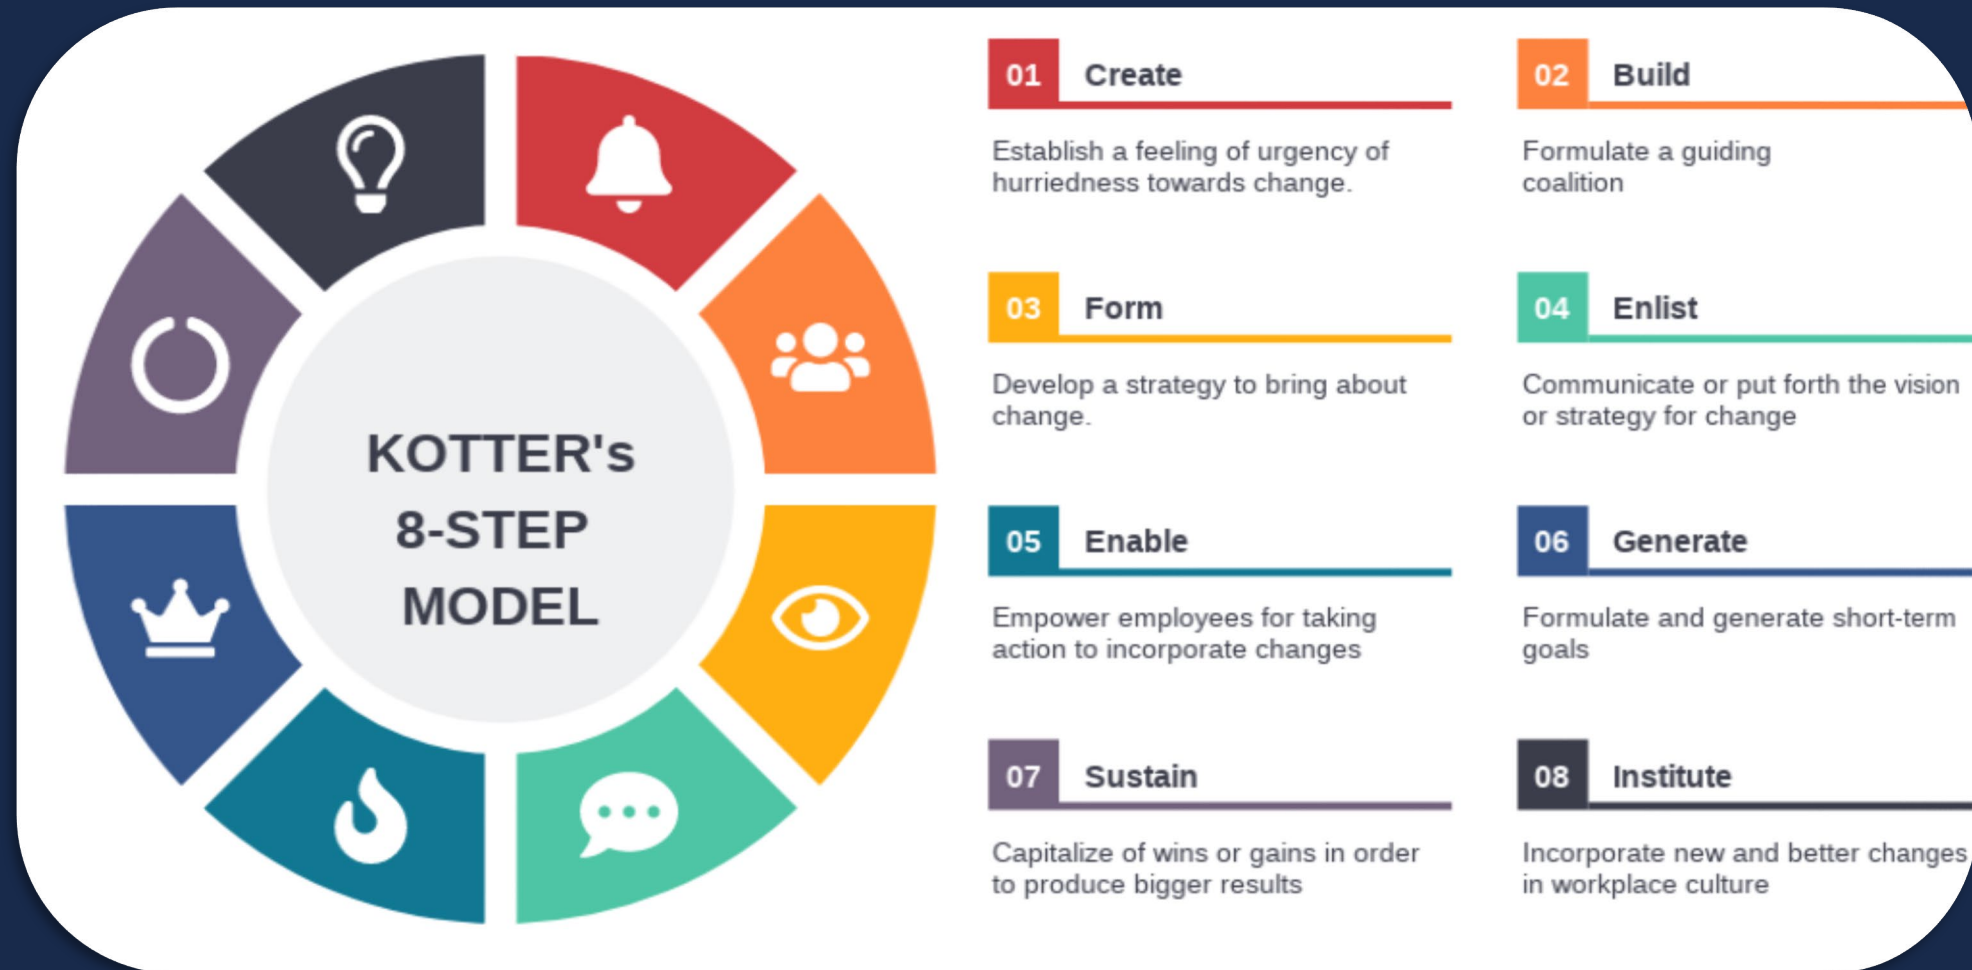 KOTTER's
8-STEP
MODEL
01 Create
Establish a feeling of urgency of
hurriedness towards change.
02 Build
Formulate a guiding
coalition
03 Form
Develop a strategy to bring about
change.
04 Enlist
Communicate or put forth the vision
or strategy for change
05 Enable
Empower employees for taking
action to incorporate changes
06 Generate
Formulate and generate short-term
goals
07 Sustain
Capitalize of wins or gains in order
to produce bigger results
08 Institute
Incorporate new and better changes
in workplace culture